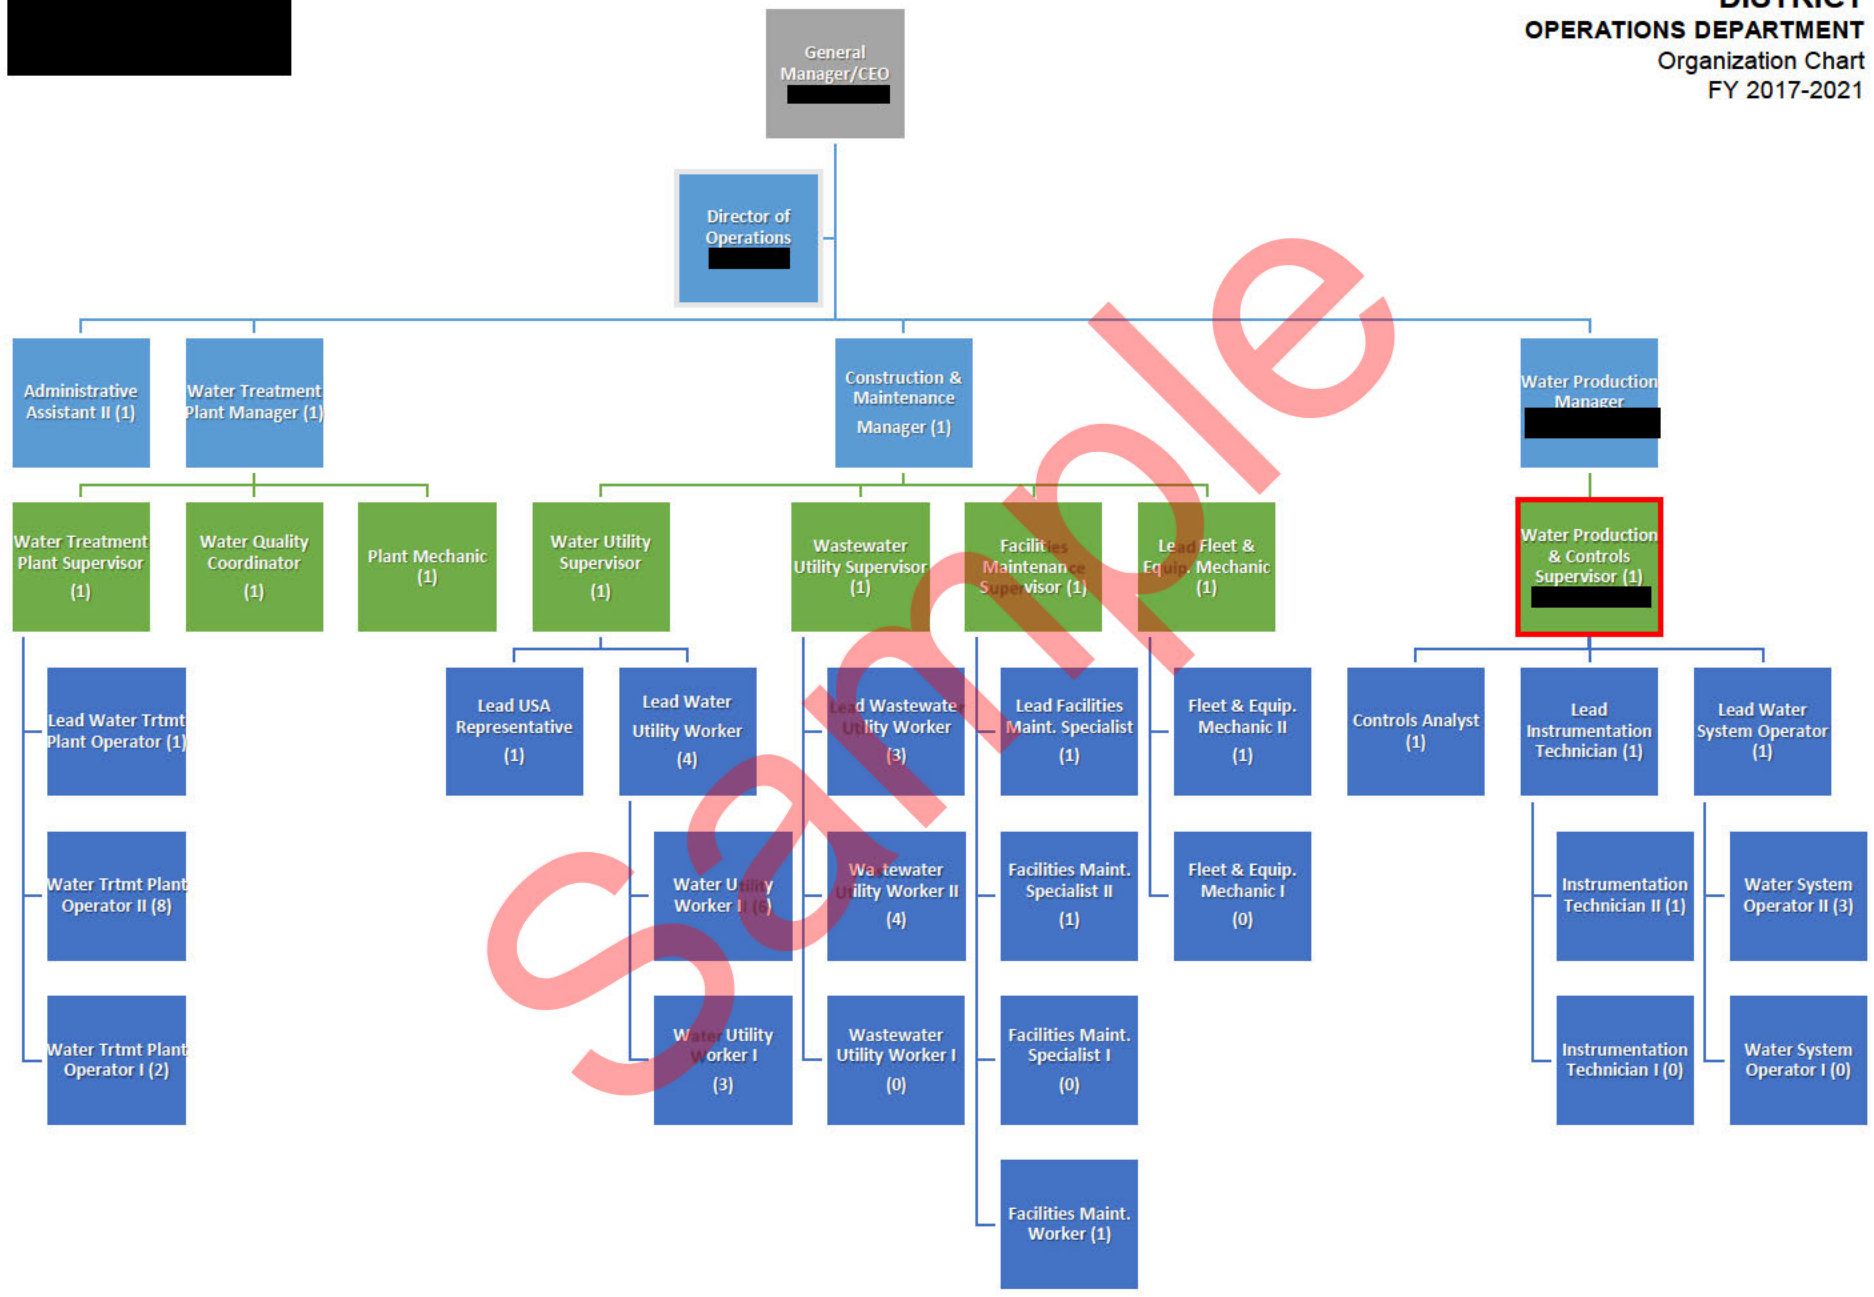 DISTRICT
OPERATIONS DEPARTMENT
Organization Chart
FY 2017-2021
General
Manager/CEO
Director of
Operations
Administrative
Assistant II (1)
Water Treatment
Plant Manager (1)
Construction &
Maintenance
Manager (1)
Water Production
Manager
Water Treatment
Plant Supervisor
(1)
Water Quality
Coordinator
(1)
Plant Mechanic
(1)
Water Utility
Supervisor
(1)
Wastewater
Utility Supervisor
(1)
Facilities
Maintenance
Supervisor (1)
Lead Fleet &
Equip. Mechanic
(1)
Water Production
& Controls
Supervisor (1)
Lead Water Trtmt
Plant Operator (1)
Water Trtmt Plant
Operator II (8)
Water Trtmt Plant
Operator I (2)
Lead USA
Representative
(1)
Lead Water
Utility Worker
(4)
Water Utility
Worker II (6)
Water Utility
Worker I
(3)
Lead Wastewater
Utility Worker
(3)
Wastewater
Utility Worker II
(4)
Wastewater
Utility Worker I
(0)
Lead Facilities
Maint. Specialist
(1)
Facilities Maint.
Specialist II
(1)
Facilities Maint.
Specialist I
(0)
Facilities Maint.
Worker (1)
Fleet & Equip.
Mechanic II
(1)
Fleet & Equip.
Mechanic I
(0)
Controls Analyst
(1)
Lead
Instrumentation
Technician (1)
Instrumentation
Technician II (1)
Instrumentation
Technician I (0)
Lead Water
System Operator
(1)
Water System
Operator II (3)
Water System
Operator I (0)
Sample